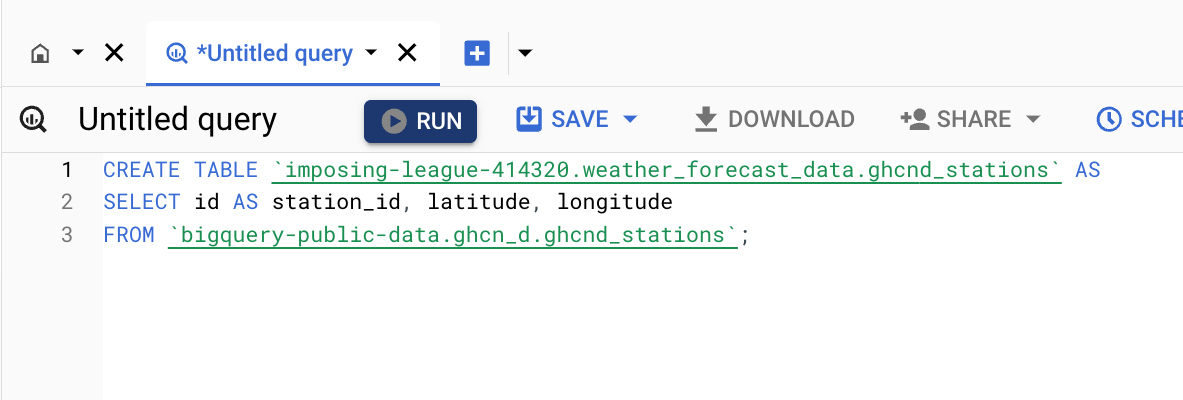 *Untitled query
Untitled query RUN SAVE DOWNLOAD SHARE SCHE
1 CREATE TABLE `imposing-league-414320.weather_forecast_data.ghcnd_stations` AS
2 SELECT id AS station_id, latitude, longitude
3 FROM `bigquery-public-data.ghcn_d.ghcnd_stations`;